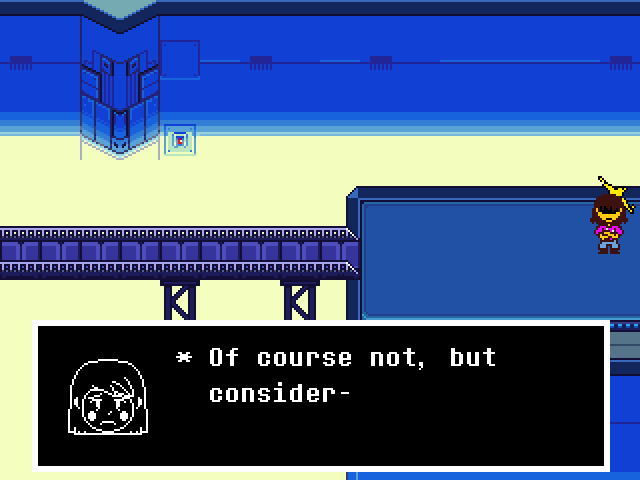 * Of course not, but
consider-